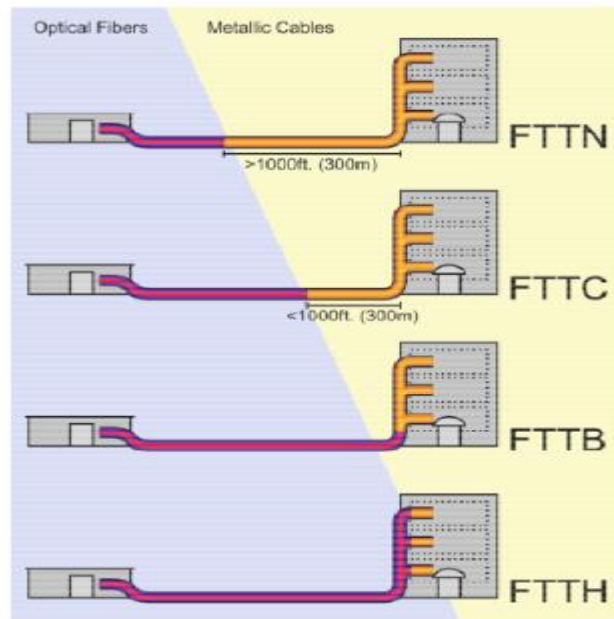 Optical Fibers Metallic Cables
FTTN
>1000ft. (300m)
FTTC
<1000ft. (300m)
FTTB
FTTH